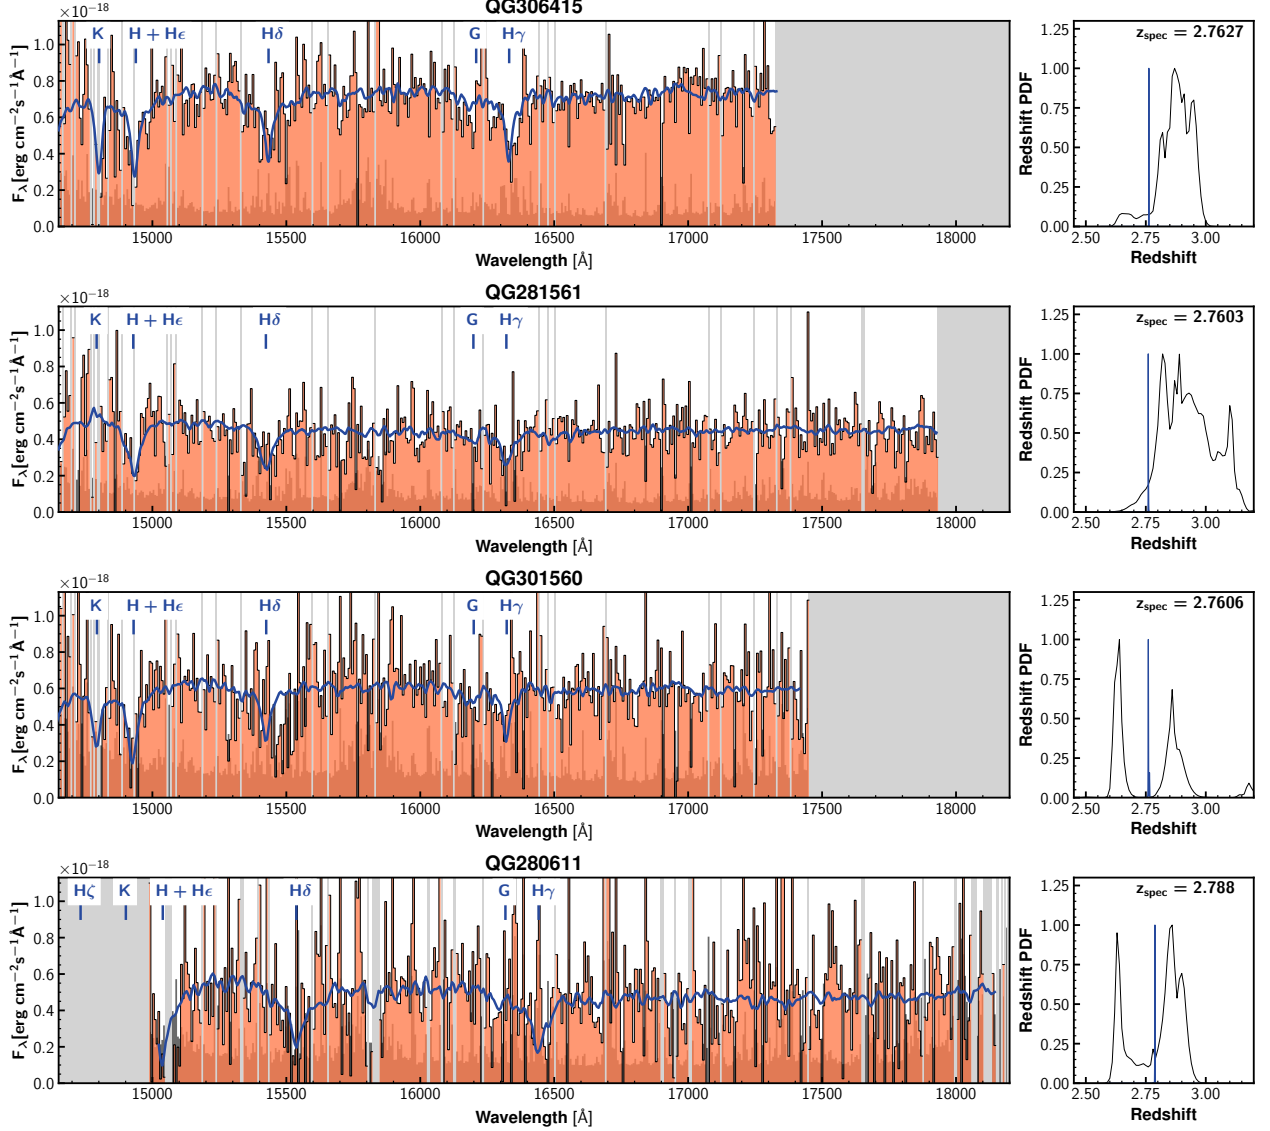 QG306415
×10⁻¹⁸
K H + Hϵ Hδ G Hγ
F_λ[erg cm⁻²s⁻¹Å⁻¹]
1.0
0.8
0.6
0.4
0.2
0.0
15000 15500 16000 16500 17000 17500 18000
Wavelength [Å]
z_spec = 2.7627
Redshift PDF
1.25
1.00
0.75
0.50
0.25
0.00
2.50 2.75 3.00
Redshift
QG281561
×10⁻¹⁸
K H + Hϵ Hδ G Hγ
F_λ[erg cm⁻²s⁻¹Å⁻¹]
1.0
0.8
0.6
0.4
0.2
0.0
15000 15500 16000 16500 17000 17500 18000
Wavelength [Å]
z_spec = 2.7603
Redshift PDF
1.25
1.00
0.75
0.50
0.25
0.00
2.50 2.75 3.00
Redshift
QG301560
×10⁻¹⁸
K H + Hϵ Hδ G Hγ
F_λ[erg cm⁻²s⁻¹Å⁻¹]
1.0
0.8
0.6
0.4
0.2
0.0
15000 15500 16000 16500 17000 17500 18000
Wavelength [Å]
z_spec = 2.7606
Redshift PDF
1.25
1.00
0.75
0.50
0.25
0.00
2.50 2.75 3.00
Redshift
QG280611
×10⁻¹⁸
Hζ K H + Hϵ Hδ G Hγ
F_λ[erg cm⁻²s⁻¹Å⁻¹]
1.0
0.8
0.6
0.4
0.2
0.0
15000 15500 16000 16500 17000 17500 18000
Wavelength [Å]
z_spec = 2.788
Redshift PDF
1.25
1.00
0.75
0.50
0.25
0.00
2.50 2.75 3.00
Redshift